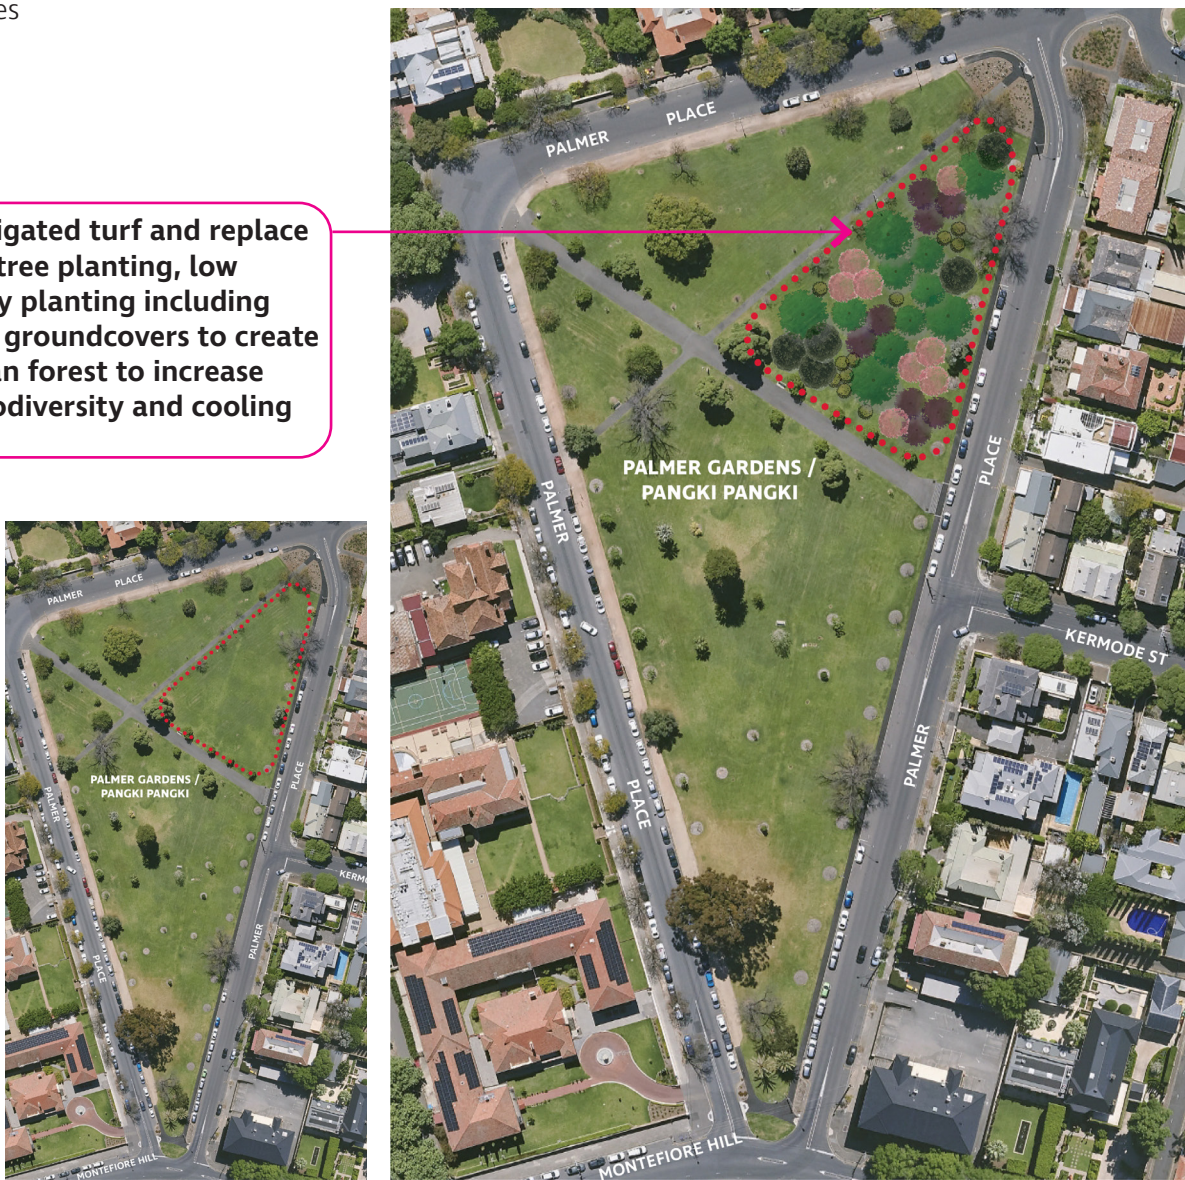 es
igated turf and replace
tree planting, low
y planting including
groundcovers to create
an forest to increase
odiversity and cooling
PALMER PLACE
PALMER GARDENS /
PANGKI PANGKI
PALMER
PLACE
PLACE
PALMER
KERMODE ST
MONTEFIORE HILL
PALMER PLACE
PALMER GARDENS /
PANGKI PANGKI
PALMER
PLACE
PLACE
PALMER
KERM
MONTEFIORE HILL